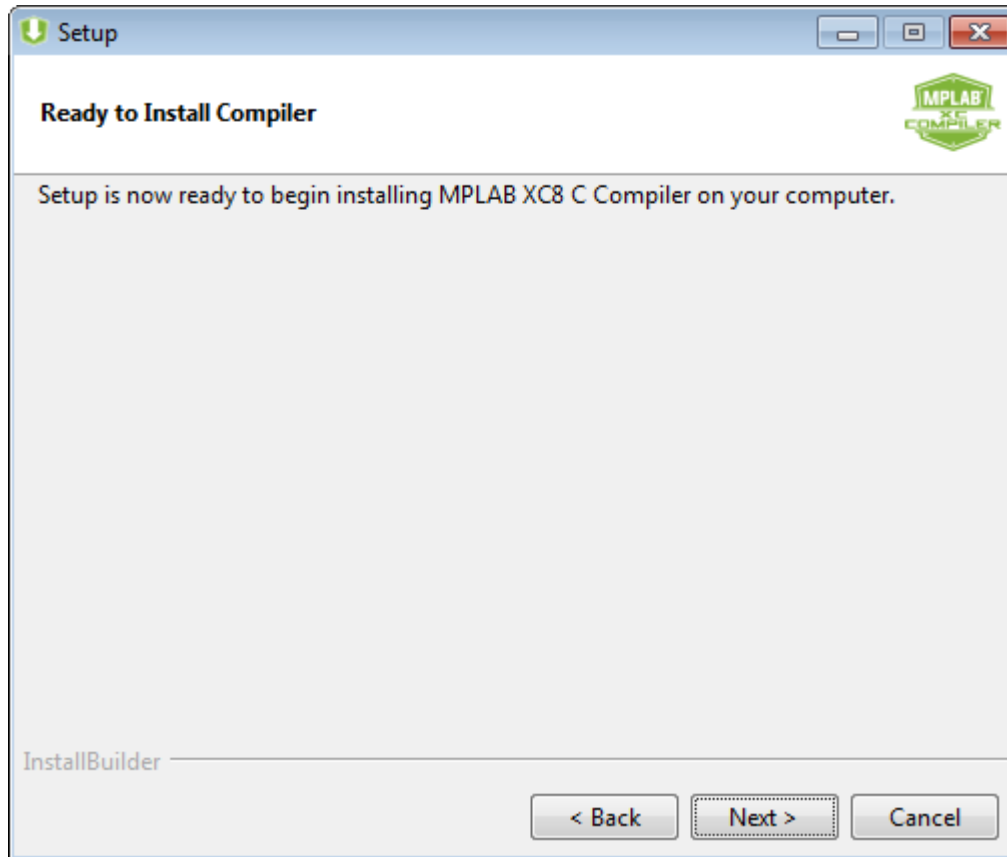 Setup
Ready to Install Compiler
MPLAB
XC
COMPILER
Setup is now ready to begin installing MPLAB XC8 C Compiler on your computer.
InstallBuilder
< Back Next > Cancel